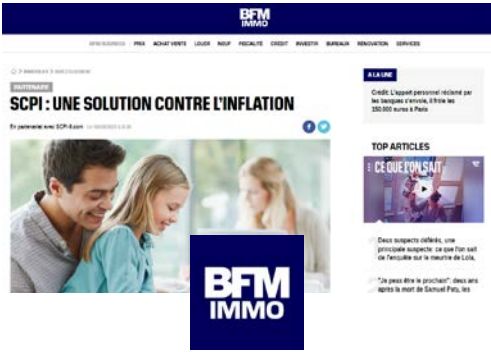 BFM
IMMO
BFM BUSINESS PRIX ACHAT VENTE LOUER NEUF FISCALITÉ CRÉDIT INVESTIR BUREAUX RÉNOVATION SERVICES
PARTENAIRE
SCPI : UNE SOLUTION CONTRE L'INFLATION
En partenariat avec SCPI-8.com
A LA UNE
Crédit: L'apport personnel réclamé par
les banques s'envole, il frôle les
150.000 euros à Paris
TOP ARTICLES
CE QUE L'ON SAIT
Deux suspects déférés, une
principale suspecte: ce que l'on sait
de l'enquête sur le meurtre de Lola,
"Je peux être le prochain": deux ans
après la mort de Samuel Paty, les
BFM
IMMO